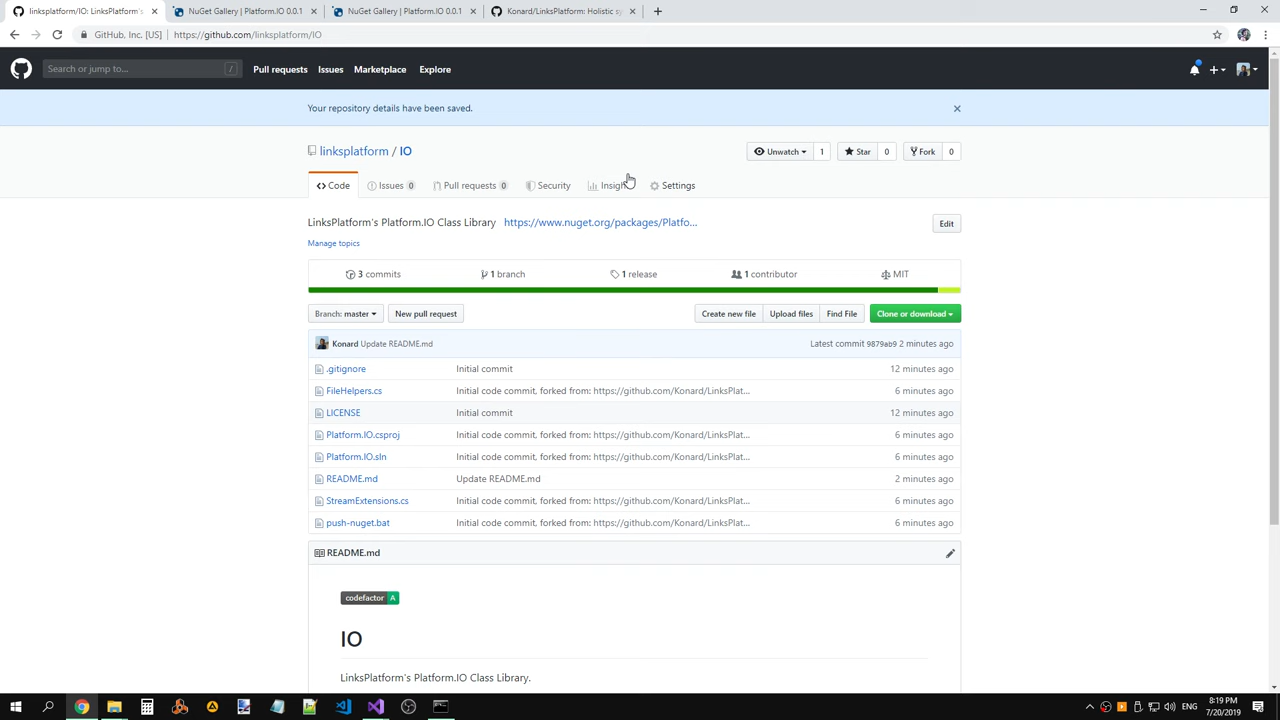 linksplatform/IO: LinksPlatform's
NuGet Gallery | Platform.IO 0.0.1
NuGet Gallery | Platform.IO 0.0.1
Konard/LinksPlatform: Holistic sy
GitHub, Inc. [US] | https://github.com/linksplatform/IO
Search or jump to... /
Pull requests Issues Marketplace Explore
Your repository details have been saved.
linksplatform / IO
Unwatch 1 Star 0 Fork 0
Code Issues 0 Pull requests 0 Security Insights Settings
LinksPlatform's Platform.IO Class Library https://www.nuget.org/packages/Platfo... Edit
Manage topics
3 commits 1 branch 1 release 1 contributor MIT
Branch: master New pull request Create new file Upload files Find File Clone or download
Konard Update README.md Latest commit 9879ab9 2 minutes ago
.gitignore Initial commit 12 minutes ago
FileHelpers.cs Initial code commit, forked from: https://github.com/Konard/LinksPlat... 6 minutes ago
LICENSE Initial commit 12 minutes ago
Platform.IO.csproj Initial code commit, forked from: https://github.com/Konard/LinksPlat... 6 minutes ago
Platform.IO.sln Initial code commit, forked from: https://github.com/Konard/LinksPlat... 6 minutes ago
README.md Update README.md 2 minutes ago
StreamExtensions.cs Initial code commit, forked from: https://github.com/Konard/LinksPlat... 6 minutes ago
push-nuget.bat Initial code commit, forked from: https://github.com/Konard/LinksPlat... 6 minutes ago
README.md
codefactor A
IO
LinksPlatform's Platform.IO Class Library.
ENG
8:19 PM
7/20/2019